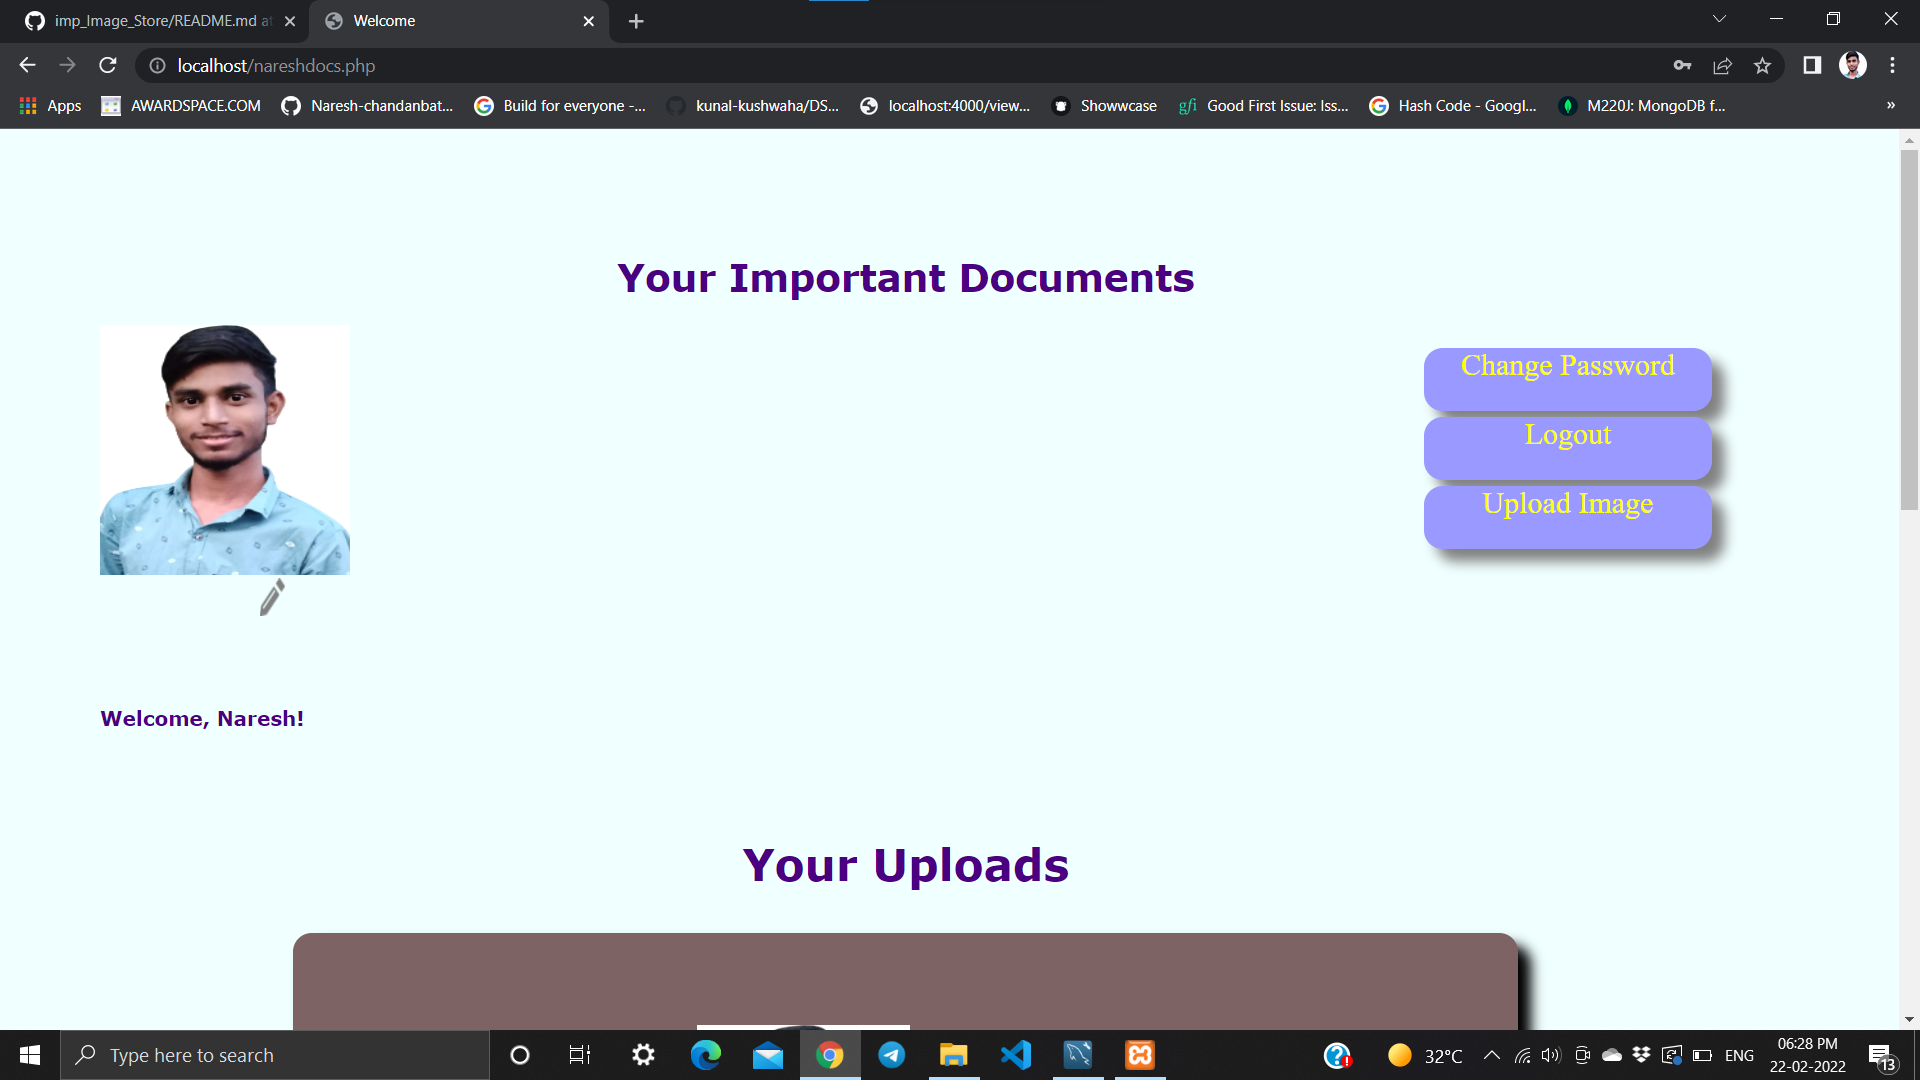 imp_Image_Store/README.md at
Welcome
localhost/nareshdocs.php
Apps
AWARDSPACE.COM
Naresh-chandanbat...
Build for everyone -...
kunal-kushwaha/DS...
localhost:4000/view...
Showwcase
gfi
Good First Issue: Iss...
Hash Code - Googl...
M220J: MongoDB f...
»
Your Important Documents
Change Password
Logout
Upload Image
Welcome, Naresh!
Your Uploads
Type here to search
32°C
ENG
06:28 PM
22-02-2022
13